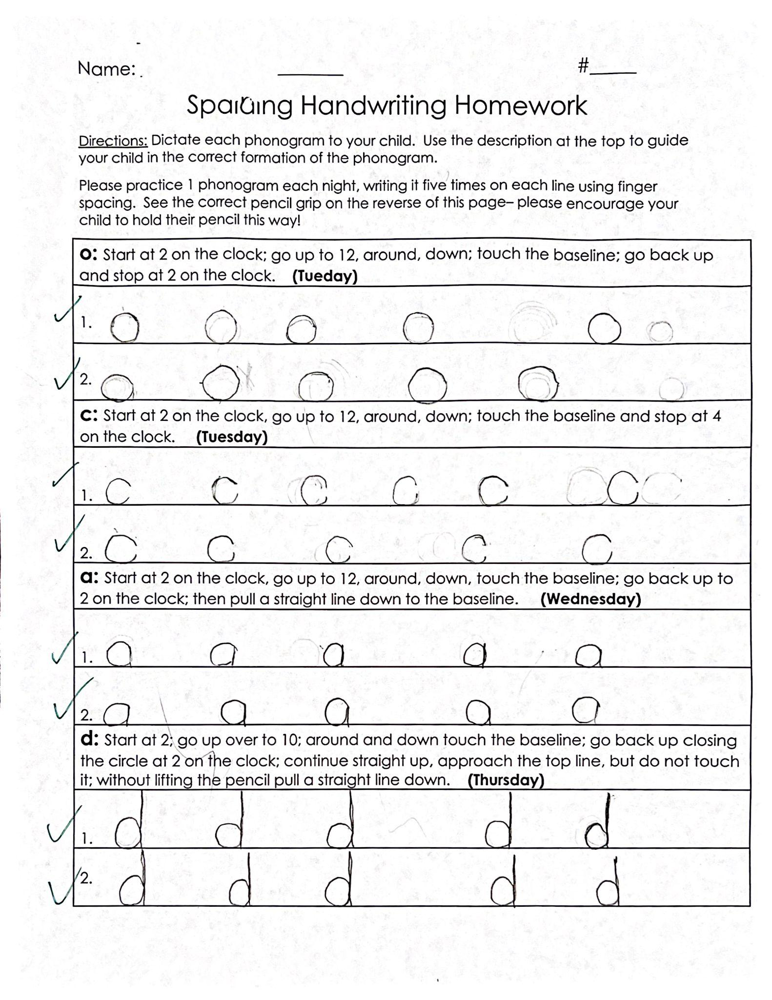 Name: #
Spalding Handwriting Homework
Directions: Dictate each phonogram to your child. Use the description at the top to guide
your child in the correct formation of the phonogram.
Please practice 1 phonogram each night, writing it five times on each line using finger
spacing. See the correct pencil grip on the reverse of this page– please encourage your
child to hold their pencil this way!
o: Start at 2 on the clock; go up to 12, around, down; touch the baseline; go back up
and stop at 2 on the clock. (Tueday)
1. o o o o o
2. o o o o o
c: Start at 2 on the clock, go up to 12, around, down; touch the baseline and stop at 4
on the clock. (Tuesday)
1. c c c c c c
2. c c c c c
a: Start at 2 on the clock, go up to 12, around, down, touch the baseline; go back up to
2 on the clock; then pull a straight line down to the baseline. (Wednesday)
1. a a a a a
2. a a a a a
d: Start at 2; go up over to 10; around and down touch the baseline; go back up closing
the circle at 2 on the clock; continue straight up, approach the top line, but do not touch
it; without lifting the pencil pull a straight line down. (Thursday)
1. d d d d d
2. d d d d d